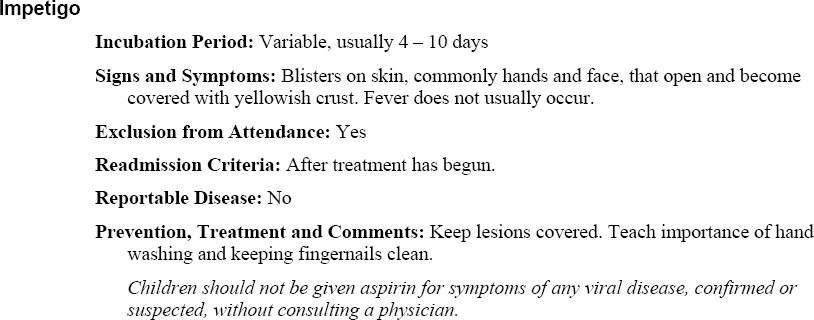 Impetigo
Incubation Period: Variable, usually 4 – 10 days
Signs and Symptoms: Blisters on skin, commonly hands and face, that open and become
covered with yellowish crust. Fever does not usually occur.
Exclusion from Attendance: Yes
Readmission Criteria: After treatment has begun.
Reportable Disease: No
Prevention, Treatment and Comments: Keep lesions covered. Teach importance of hand
washing and keeping fingernails clean.
Children should not be given aspirin for symptoms of any viral disease, confirmed or
suspected, without consulting a physician.